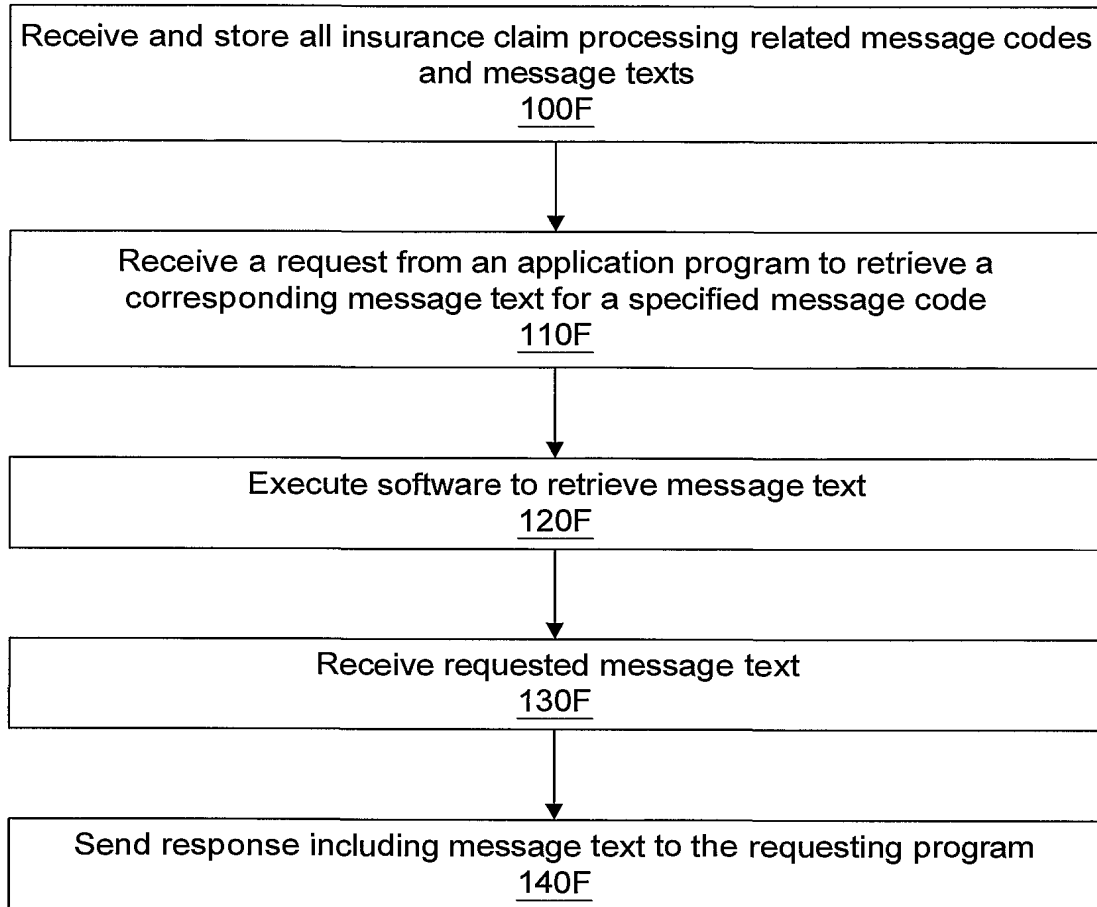 Receive and store all insurance claim processing related message codes
and message texts
100F
Receive a request from an application program to retrieve a
corresponding message text for a specified message code
110F
Execute software to retrieve message text
120F
Receive requested message text
130F
Send response including message text to the requesting program
140F